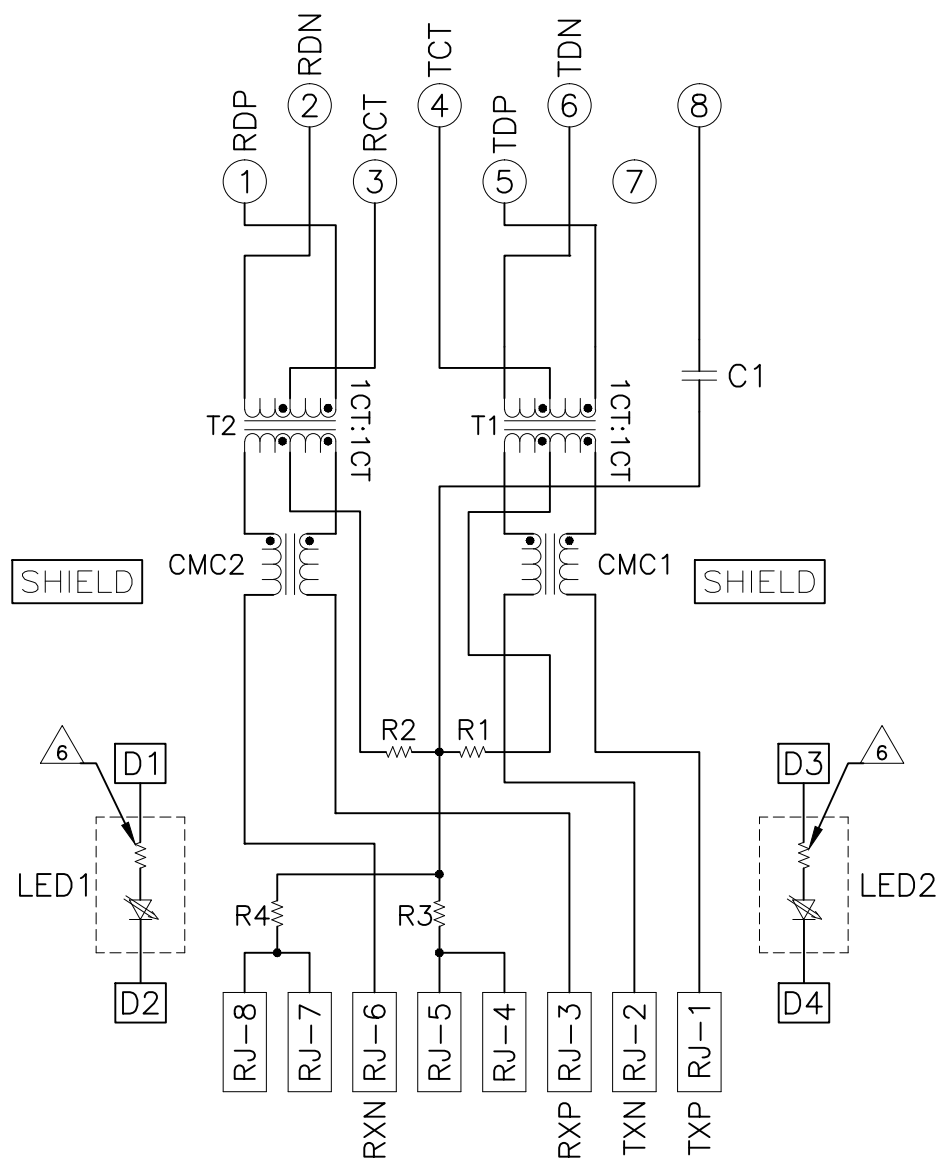 RDN
TCT
TDN
2
4
6
8
RDP
RCT
TDP
1
3
5
7
C1
T2
1CT:1CT
T1
1CT:1CT
SHIELD
CMC2
CMC1
SHIELD
R2
R1
6
D1
D3
6
LED1
LED2
R4
R3
D2
D4
RJ-8
RJ-7
RJ-6
RJ-5
RJ-4
RJ-3
RJ-2
RJ-1
RXN
RXP
TXN
TXP